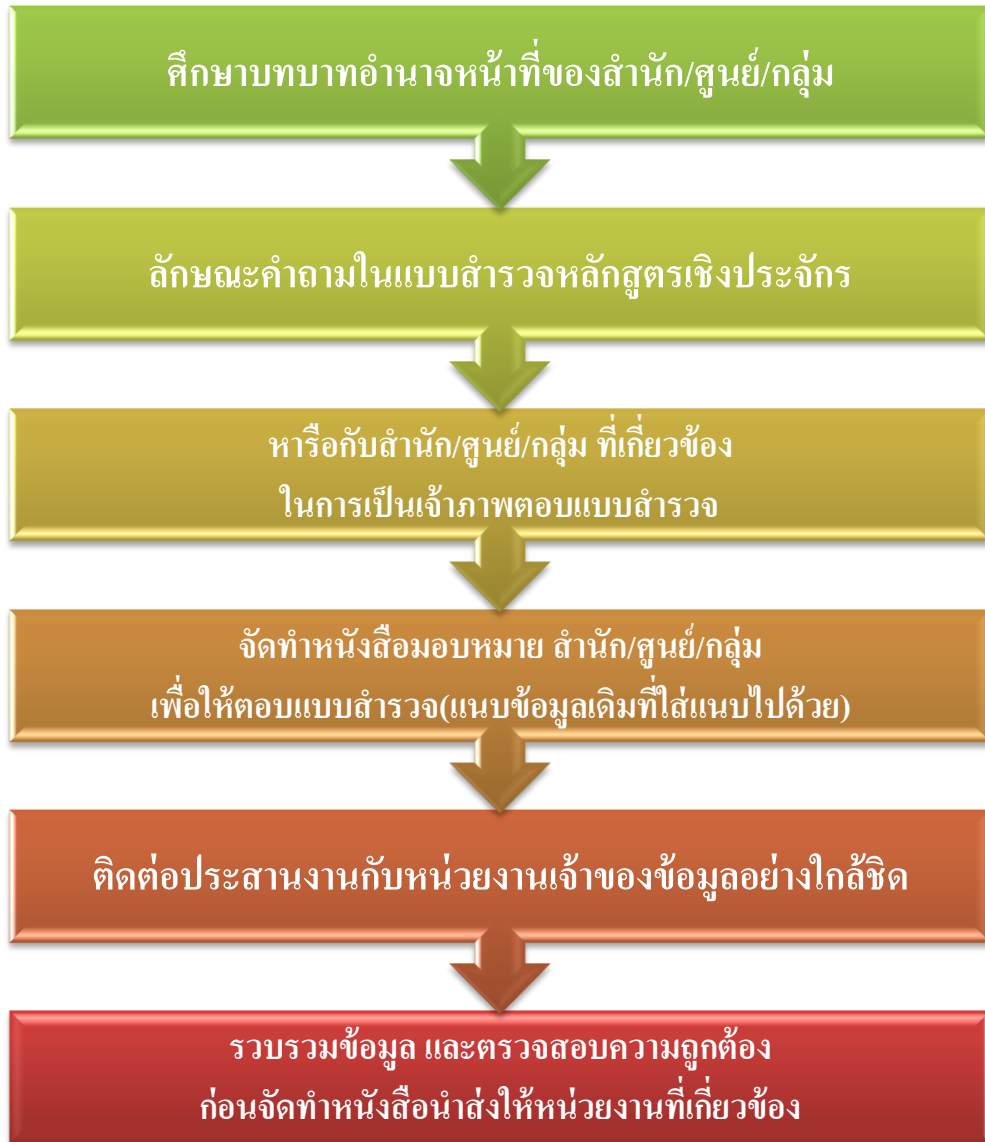 ศึกษาบทบาทอำนาจหน้าที่ของสำนัก/ศูนย์/กลุ่ม
ลักษณะคำถามในแบบสำรวจหลักสูตรเชิงประจักร
หารือกับสำนัก/ศูนย์/กลุ่ม ที่เกี่ยวข้อง
ในการเป็นเจ้าภาพตอบแบบสำรวจ
จัดทำหนังสือมอบหมาย สำนัก/ศูนย์/กลุ่ม
เพื่อให้ตอบแบบสำรวจ(แนบข้อมูลเดิมที่ใส่แนบไปด้วย)
ติดต่อประสานงานกับหน่วยงานเจ้าของข้อมูลอย่างใกล้ชิด
รวบรวมข้อมูล และตรวจสอบความถูกต้อง
ก่อนจัดทำหนังสือนำส่งให้หน่วยงานที่เกี่ยวข้อง